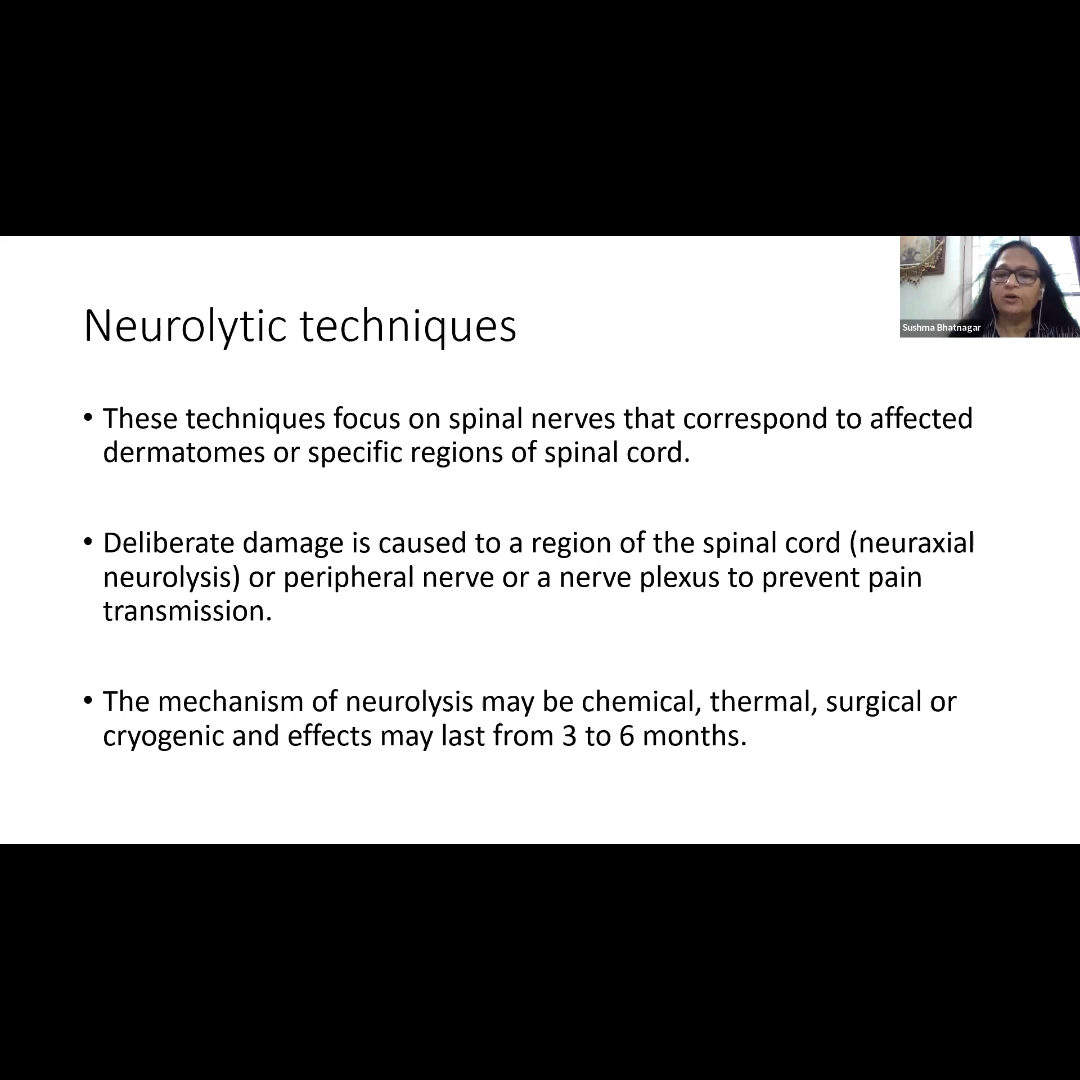 Sushma Bhatnagar
Neurolytic techniques
• These techniques focus on spinal nerves that correspond to affected
dermatomes or specific regions of spinal cord.
• Deliberate damage is caused to a region of the spinal cord (neuraxial
neurolysis) or peripheral nerve or a nerve plexus to prevent pain
transmission.
• The mechanism of neurolysis may be chemical, thermal, surgical or
cryogenic and effects may last from 3 to 6 months.